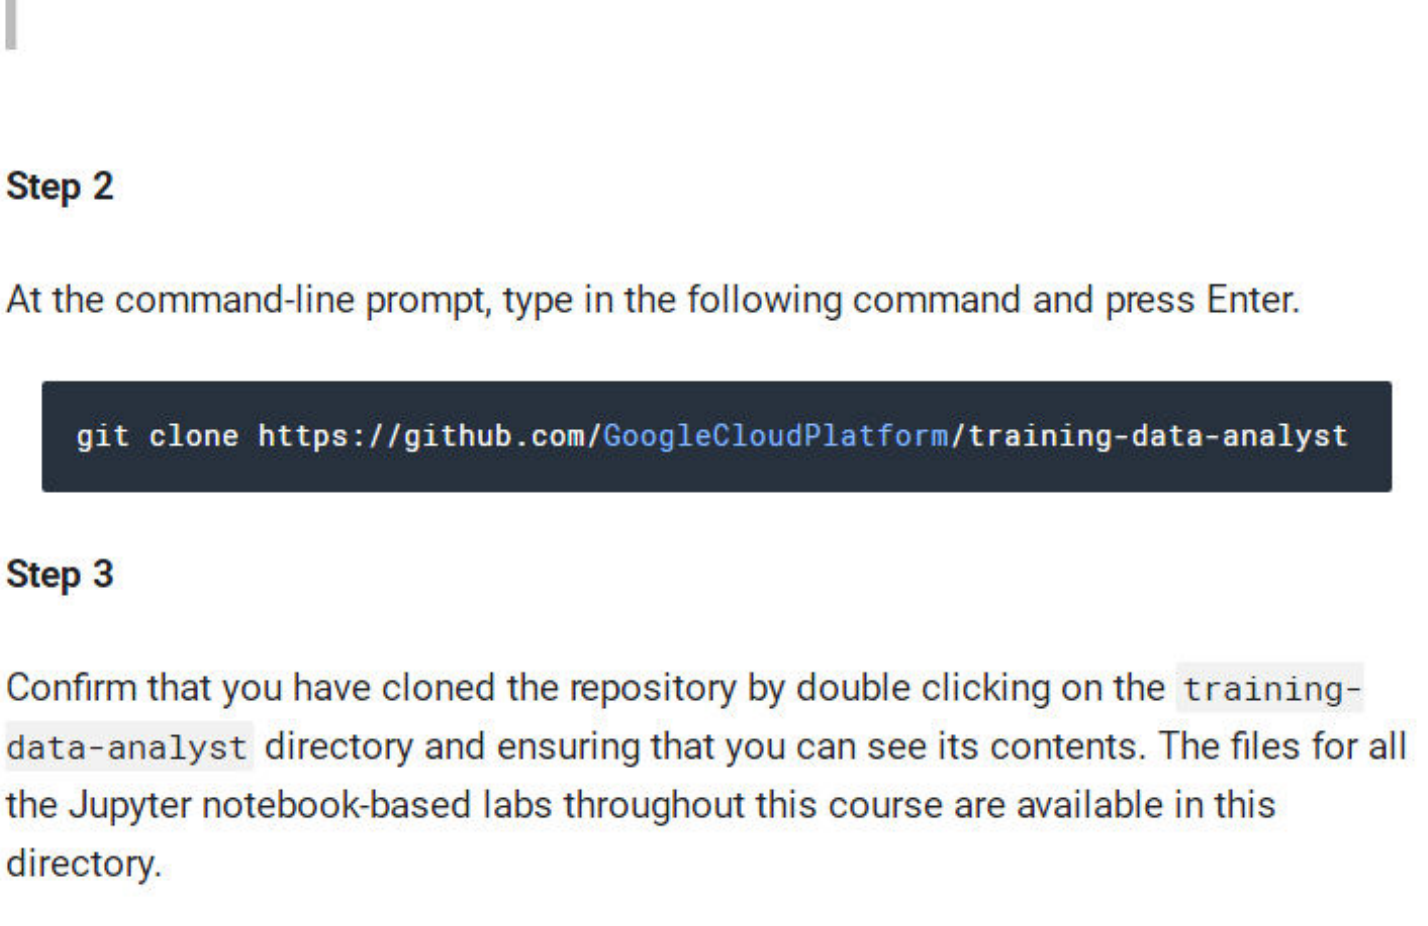 Step 2
At the command-line prompt, type in the following command and press Enter.
git clone https://github.com/GoogleCloudPlatform/training-data-analyst
Step 3
Confirm that you have cloned the repository by double clicking on the training-
data-analyst directory and ensuring that you can see its contents. The files for all
the Jupyter notebook-based labs throughout this course are available in this
directory.